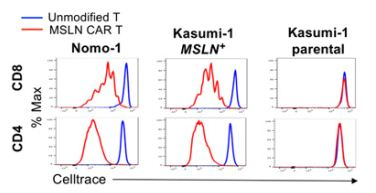 Unmodified T
MSLN CAR T
Nomo-1
Kasumi-1
MSLN+
Kasumi-1
parental
CD8
CD4
% Max
Celltrace